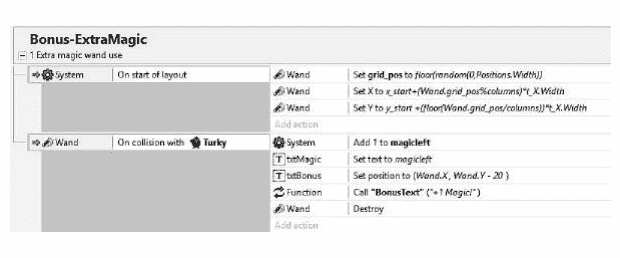 Bonus-ExtraMagic
1 Extra magic wand use
System On start of layout Wand Set grid_pos to floor(random(0,Positions.Width))
Wand Set X to x_start+(Wand.grid_pos%columns)*t_X.Width
Wand Set Y to y_start +(floor(Wand.grid_pos/columns))*t_X.Width
Add action
Wand On collision with Turky System Add 1 to magicleft
T txtMagic Set text to magicleft
T txtBonus Set position to (Wand.X, Wand.Y - 20 )
Function Call "BonusText" ("+1 Magic!")
Wand Destroy
Add action